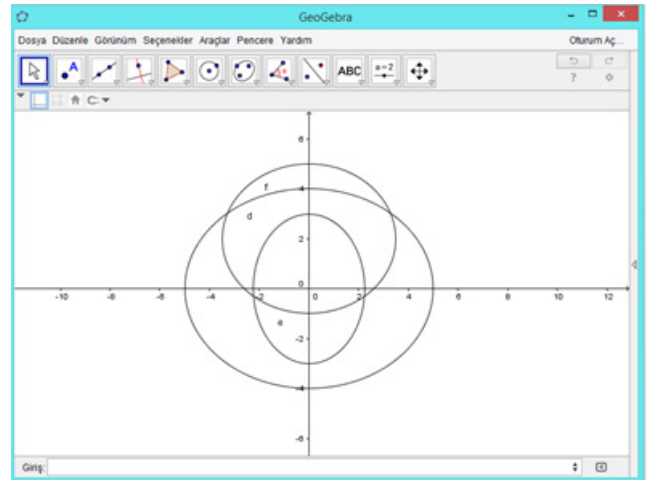 GeoGebra
Dosya Düzenle Görünüm Seçenekler Araçlar Pencere Yardım Oturum Aç...
A ABC a=2
6
f
4
d
2
0
-10 -8 -6 -4 -2 0 2 4 6 8 10 12
e
-2
-4
-6
Giriş: